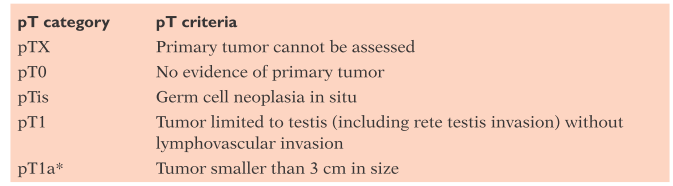 pT category pT criteria
pTX Primary tumor cannot be assessed
pT0 No evidence of primary tumor
pTis Germ cell neoplasia in situ
pT1 Tumor limited to testis (including rete testis invasion) without
lymphovascular invasion
pT1a* Tumor smaller than 3 cm in size